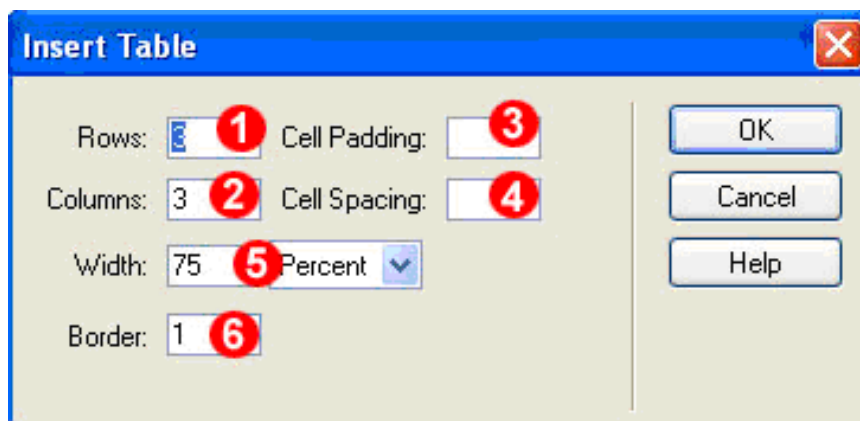 Insert Table
Rows: 3 1 Cell Padding: 3 OK
Columns: 3 2 Cell Spacing: 4 Cancel
Width: 75 5 Percent Help
Border: 1 6